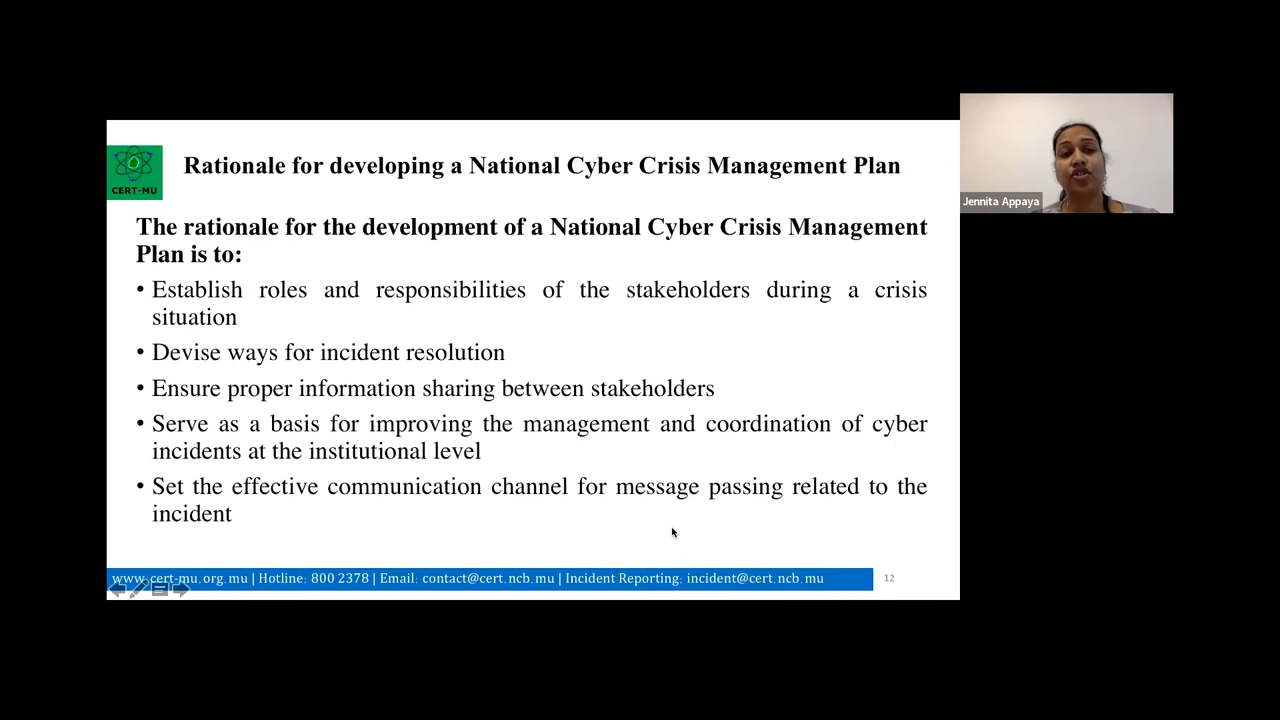 Rationale for developing a National Cyber Crisis Management Plan
CERT-MU
The rationale for the development of a National Cyber Crisis Management
Plan is to:
• Establish roles and responsibilities of the stakeholders during a crisis
situation
• Devise ways for incident resolution
• Ensure proper information sharing between stakeholders
• Serve as a basis for improving the management and coordination of cyber
incidents at the institutional level
• Set the effective communication channel for message passing related to the
incident
www.cert-mu.org.mu | Hotline: 800 2378 | Email: contact@cert.ncb.mu | Incident Reporting: incident@cert.ncb.mu
12
Jennita Appaya